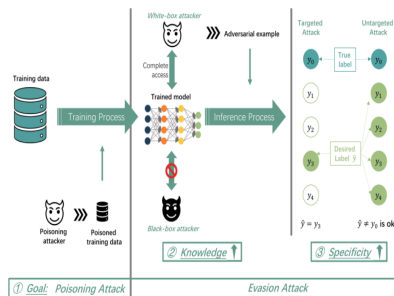 White-box attacker
Adversarial example
Complete
access
Training data
Trained model
Training Process
Inference Process
Poisoning
attacker
Poisoned
training data
Black-box attacker
Targeted
Attack
Untargeted
Attack
y₀
True
label
y₀
y₁
y₁
y₂
y₂
y₃
Desired
Label ŷ
y₃
y₄
y₄
ŷ = y₃
ŷ ≠ y₀ is ok
② Knowledge
③ Specificity
① Goal: Poisoning Attack
Evasion Attack